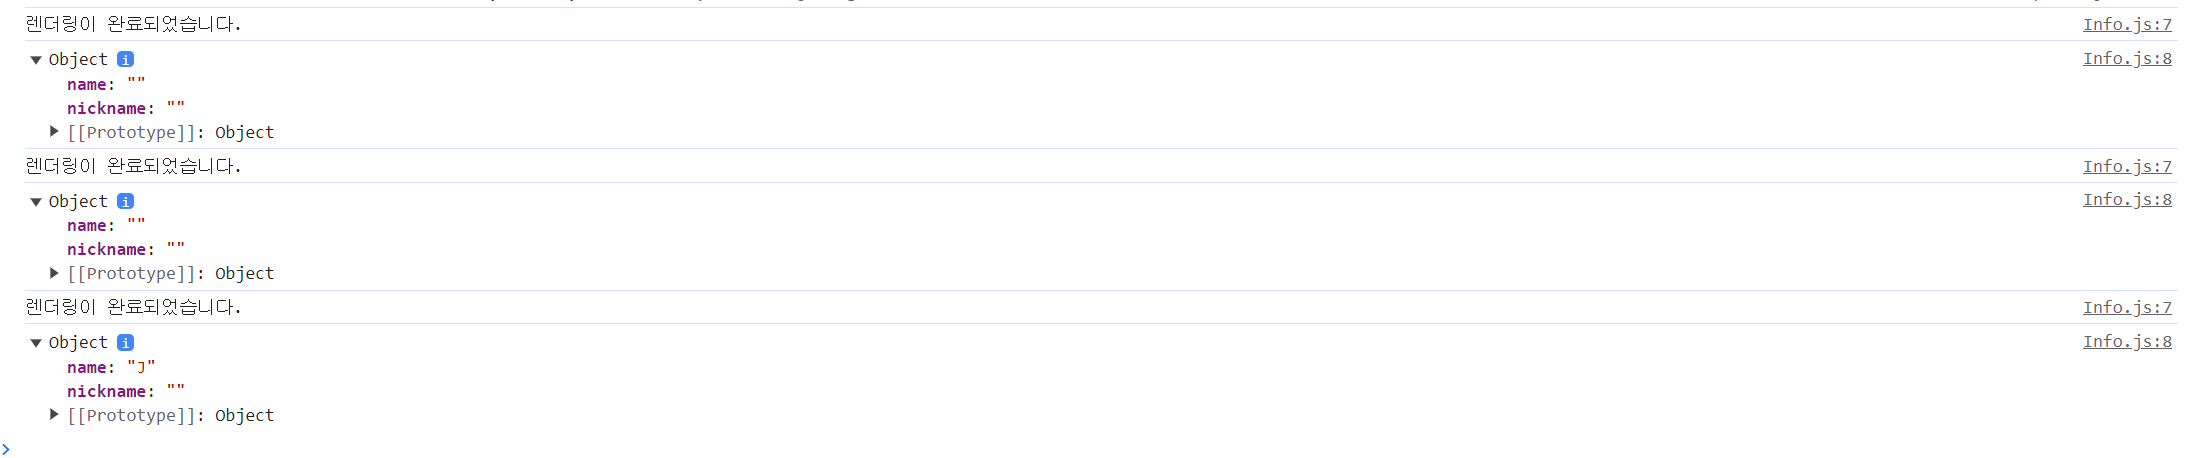 렌더링이 완료되었습니다. Info.js:7
▼ Object i Info.js:8
name: ""
nickname: ""
▶ [[Prototype]]: Object
렌더링이 완료되었습니다. Info.js:7
▼ Object i Info.js:8
name: ""
nickname: ""
▶ [[Prototype]]: Object
렌더링이 완료되었습니다. Info.js:7
▼ Object i Info.js:8
name: "J"
nickname: ""
▶ [[Prototype]]: Object
>